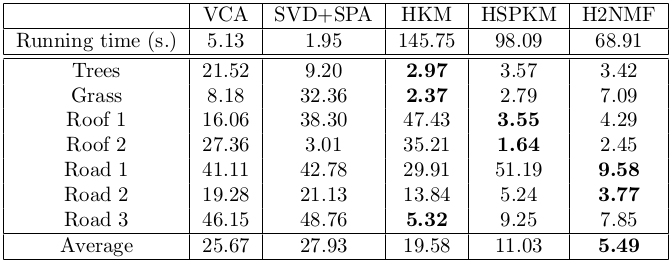 VCA SVD+SPA HKM HSPKM H2NMF
Running time (s.) 5.13 1.95 145.75 98.09 68.91
Trees 21.52 9.20 2.97 3.57 3.42
Grass 8.18 32.36 2.37 2.79 7.09
Roof 1 16.06 38.30 47.43 3.55 4.29
Roof 2 27.36 3.01 35.21 1.64 2.45
Road 1 41.11 42.78 29.91 51.19 9.58
Road 2 19.28 21.13 13.84 5.24 3.77
Road 3 46.15 48.76 5.32 9.25 7.85
Average 25.67 27.93 19.58 11.03 5.49